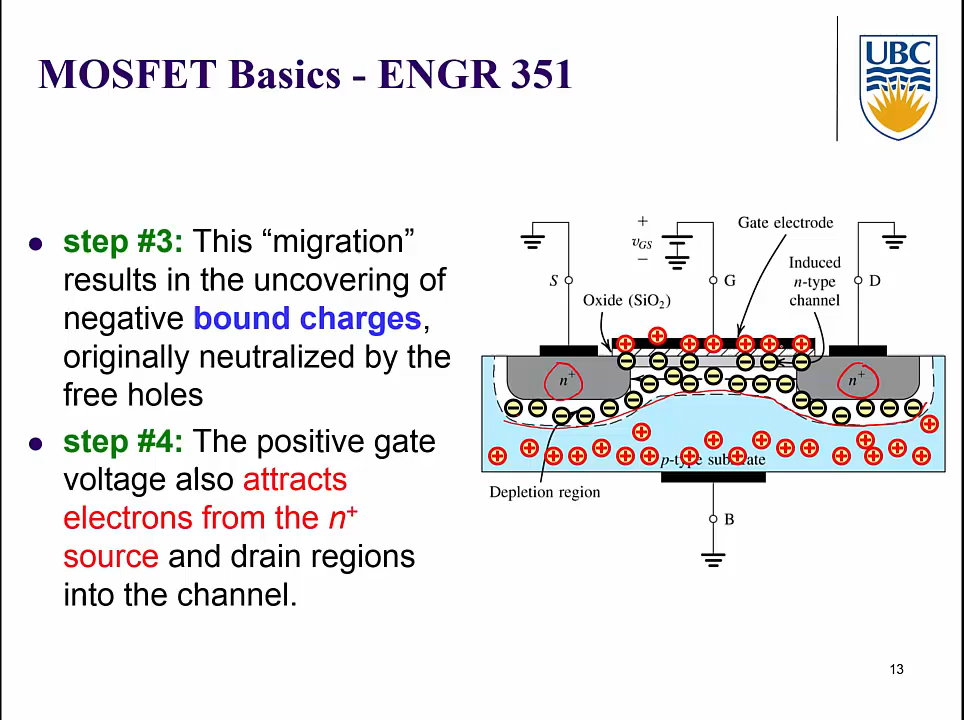 MOSFET Basics - ENGR 351
UBC
● step #3: This “migration”
results in the uncovering of
negative bound charges,
originally neutralized by the
free holes
● step #4: The positive gate
voltage also attracts
electrons from the n+
source and drain regions
into the channel.
+
vGS
−
Gate electrode
S
G
Induced
n-type
channel
D
Oxide (SiO2)
n+
n+
p-type substrate
Depletion region
B
13